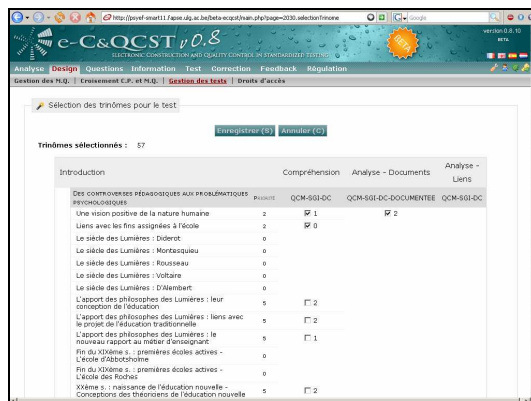 http://psyef-smart11.fapse.ulg.ac.be/beta-ecqcst/main.php?page=2030.selectionTrinome
Google
e-C&QCST v0.8
ELECTRONIC CONSTRUCTION AND QUALITY CONTROL IN STANDARDIZED TESTING
BETA
version 0.8.10
BETA
Analyse Design Questions Information Test Correction Feedback Régulation
Gestion des M.Q. | Croisement C.P. et M.Q. | Gestion des tests | Droits d'accès
Sélection des trinômes pour le test
Enregistrer (S) Annuler (C)
Trinômes sélectionnés : 57
Introduction Compréhension Analyse - Documents Analyse - Liens
DES CONTROVERSES PÉDAGOGIQUES AUX PROBLÉMATIQUES PSYCHOLOGIQUES PRIORITÉ QCM-SGI-DC QCM-SGI-DC-DOCUMENTEE QCM-SGI-DC
Une vision positive de la nature humaine 2 1 2
Liens avec les fins assignées à l'école 2 0
Le siècle des Lumières : Diderot 0
Le siècle des Lumières : Montesquieu 0
Le siècle des Lumières : Rousseau 0
Le siècle des Lumières : Voltaire 0
Le siècle des Lumières : D'Alembert 0
L'apport des philosophes des Lumières : leur conception de l'éducation 5 2
L'apport des philosophes des Lumières : liens avec le projet de l'éducation traditionnelle 5 2
L'apport des philosophes des Lumières : le nouveau rapport au métier d'enseignant 5 1
Fin du XIXème s. : premières écoles actives - L'école d'Abbotsholme 0
Fin du XIXème s. : premières écoles actives - L'école des Roches 0
XXème s. : naissance de l'éducation nouvelle - Conceptions des théoriciens de l'éducation nouvelle 5 2